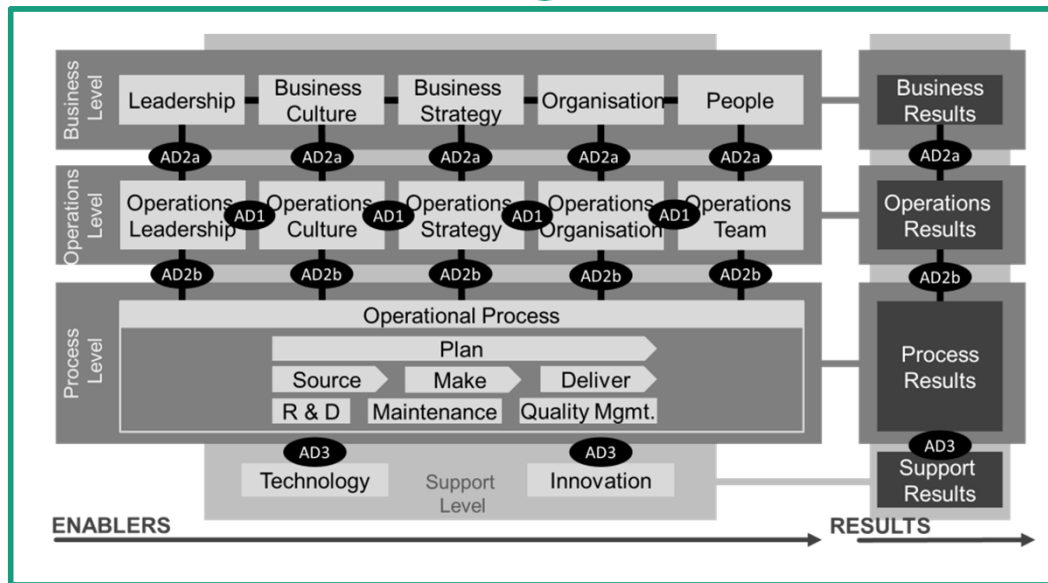 Business
Level
Leadership
Business
Culture
Business
Strategy
Organisation
People
Business
Results
AD2a
AD2a
AD2a
AD2a
AD2a
AD2a
Operations
Level
Operations
Leadership
AD1
Operations
Culture
AD1
Operations
Strategy
AD1
Operations
Organisation
AD1
Operations
Team
Operations
Results
AD2b
AD2b
AD2b
AD2b
AD2b
AD2b
Process
Level
Operational Process
Plan
Source
Make
Deliver
R & D
Maintenance
Quality Mgmt.
Process
Results
AD3
AD3
AD3
Technology
Support
Level
Innovation
Support
Results
ENABLERS
RESULTS